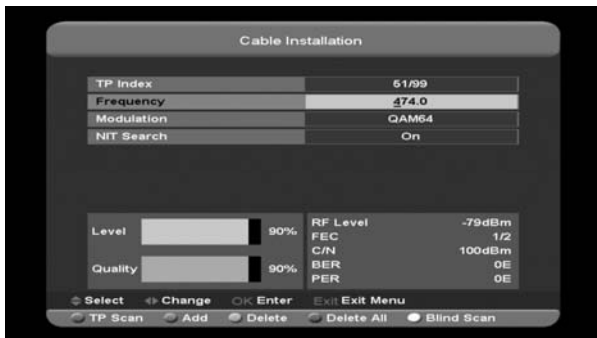 Cable Installation
TP Index 51/99
Frequency 474.0
Modulation QAM64
NIT Search On
Level 90%
Quality 90%
RF Level -79dBm
FEC 1/2
C/N 100dBm
BER 0E
PER 0E
Select Change OK Enter Exit Exit Menu
TP Scan Add Delete Delete All Blind Scan